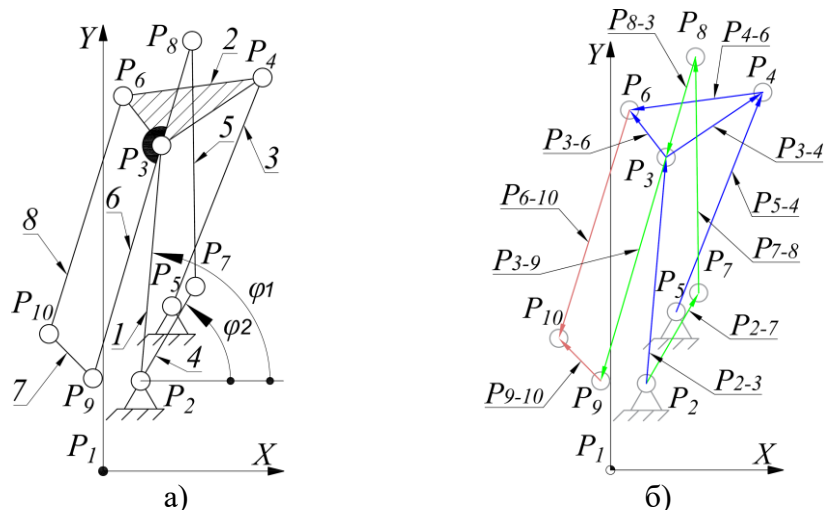 Y P8 2 P4
P6
P3 5 3
6
8
P7
P5 φ1
P10 φ2
1 4
7 P9 P2
P1 X
а)
P8-3 P8 P4-6
Y P4
P6
P3-6 P3 P3-4
P6-10 P5-4
P3-9 P7-8
P7
P5
P10 P2-7
P9-10 P9 P2 P2-3
P1 X
б)